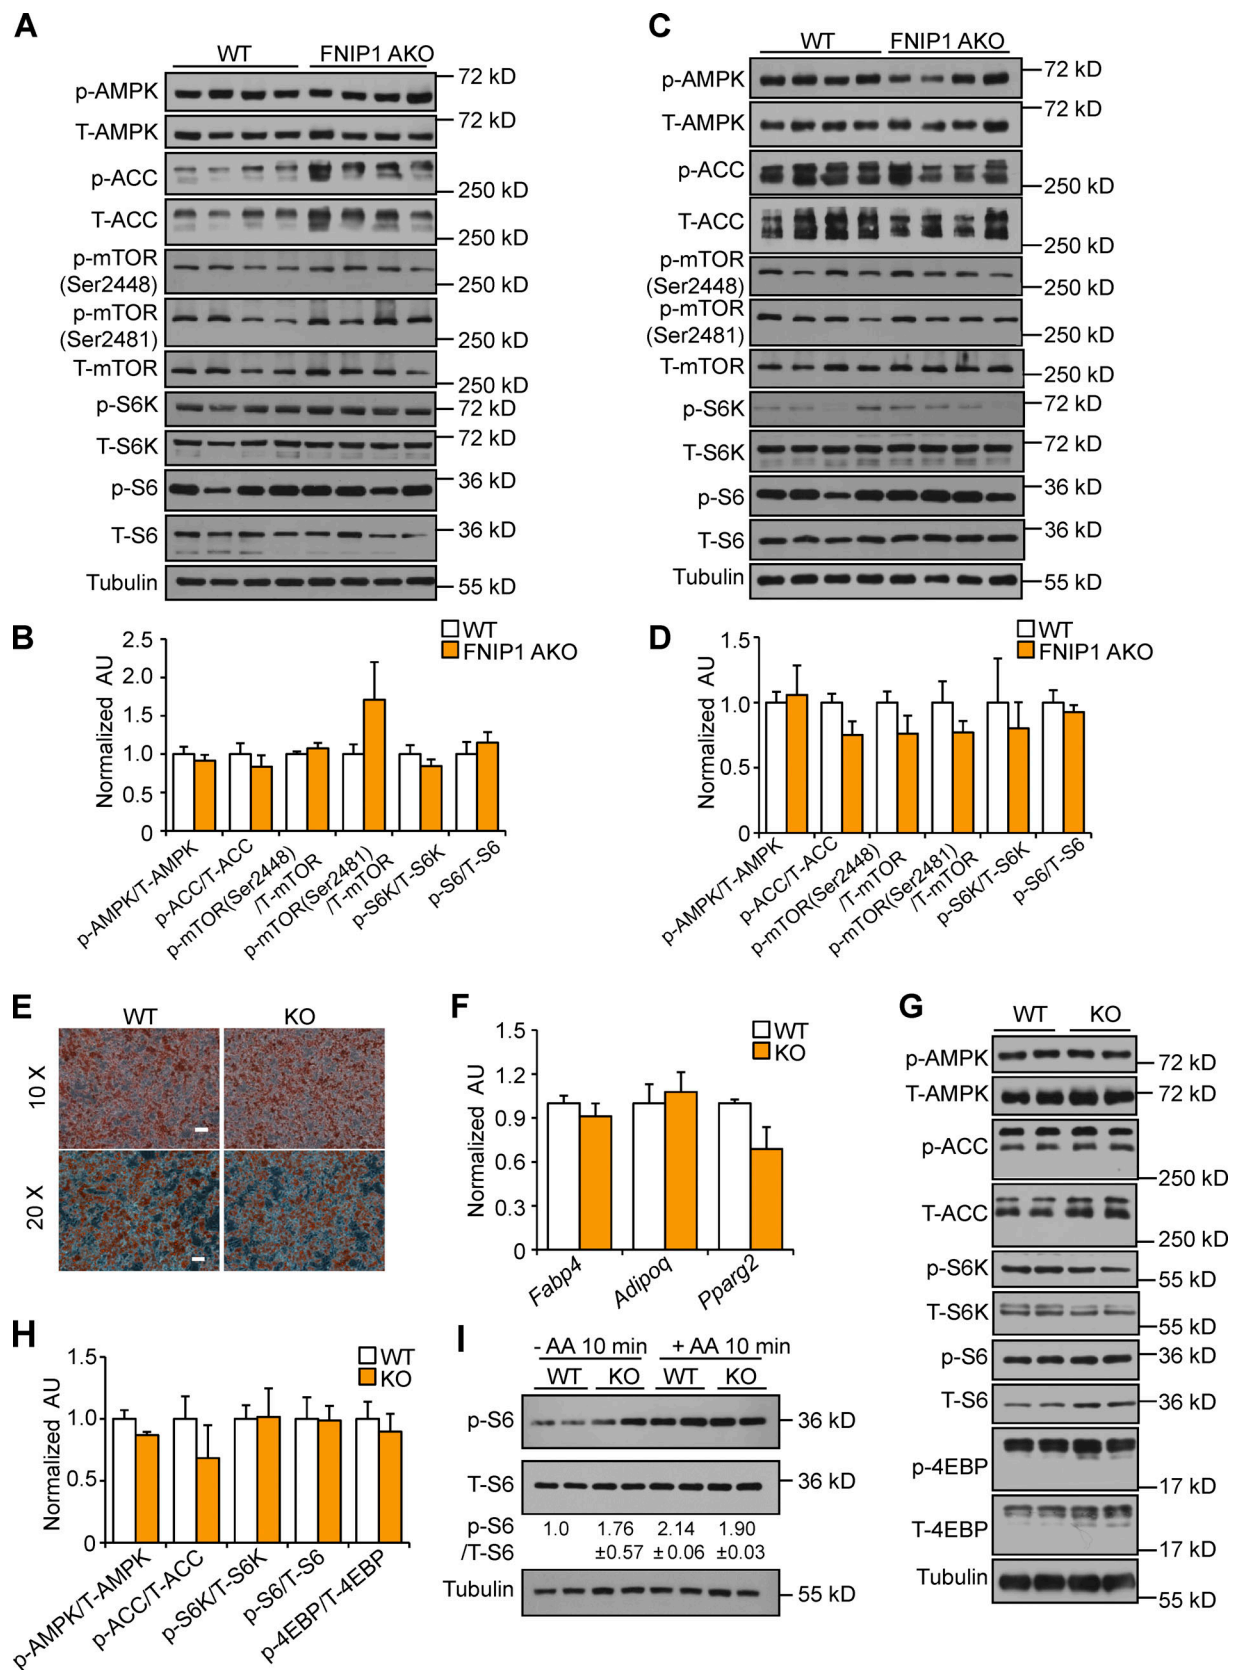 A
WT FNIP1 AKO
p-AMPK 72 kD
T-AMPK 72 kD
p-ACC 250 kD
T-ACC 250 kD
p-mTOR
(Ser2448) 250 kD
p-mTOR
(Ser2481) 250 kD
T-mTOR 250 kD
p-S6K 72 kD
T-S6K 72 kD
p-S6 36 kD
T-S6 36 kD
Tubulin 55 kD
C
WT FNIP1 AKO
p-AMPK 72 kD
T-AMPK 72 kD
p-ACC 250 kD
T-ACC 250 kD
p-mTOR
(Ser2448) 250 kD
p-mTOR
(Ser2481) 250 kD
T-mTOR 250 kD
p-S6K 72 kD
T-S6K 72 kD
p-S6 36 kD
T-S6 36 kD
Tubulin 55 kD
B
WT
FNIP1 AKO
Normalized AU
2.5
2.0
1.5
1.0
0.5
0
p-AMPK/T-AMPK
p-ACC/T-ACC
p-mTOR(Ser2448)
/T-mTOR
p-mTOR(Ser2481)
/T-mTOR
p-S6K/T-S6K
p-S6/T-S6
D
WT
FNIP1 AKO
Normalized AU
1.5
1.0
0.5
0
p-AMPK/T-AMPK
p-ACC/T-ACC
p-mTOR(Ser2448)
/T-mTOR
p-mTOR(Ser2481)
/T-mTOR
p-S6K/T-S6K
p-S6/T-S6
E
WT KO
10 X
20 X
F
WT
KO
Normalized AU
1.5
1.2
0.9
0.6
0.3
0
Fabp4
Adipoq
Pparg2
G
WT KO
p-AMPK 72 kD
T-AMPK 72 kD
p-ACC 250 kD
T-ACC 250 kD
p-S6K 55 kD
T-S6K 55 kD
p-S6 36 kD
T-S6 36 kD
p-4EBP 17 kD
T-4EBP 17 kD
Tubulin 55 kD
H
WT
KO
Normalized AU
1.5
1.0
0.5
0
p-AMPK/T-AMPK
p-ACC/T-ACC
p-S6K/T-S6K
p-S6/T-S6
p-4EBP/T-4EBP
I
- AA 10 min + AA 10 min
WT KO WT KO
p-S6 36 kD
T-S6 36 kD
p-S6 1.0 1.76 2.14 1.90
/T-S6 ±0.57 ±0.06 ±0.03
Tubulin 55 kD